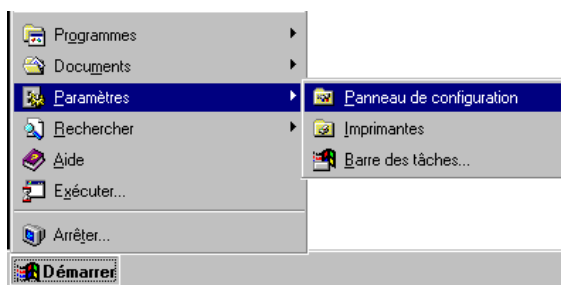 Programmes
Documents
Paramètres
Rechercher
Aide
Exécuter...
Arrêter...
Démarrer
Panneau de configuration
Imprimantes
Barre des tâches...